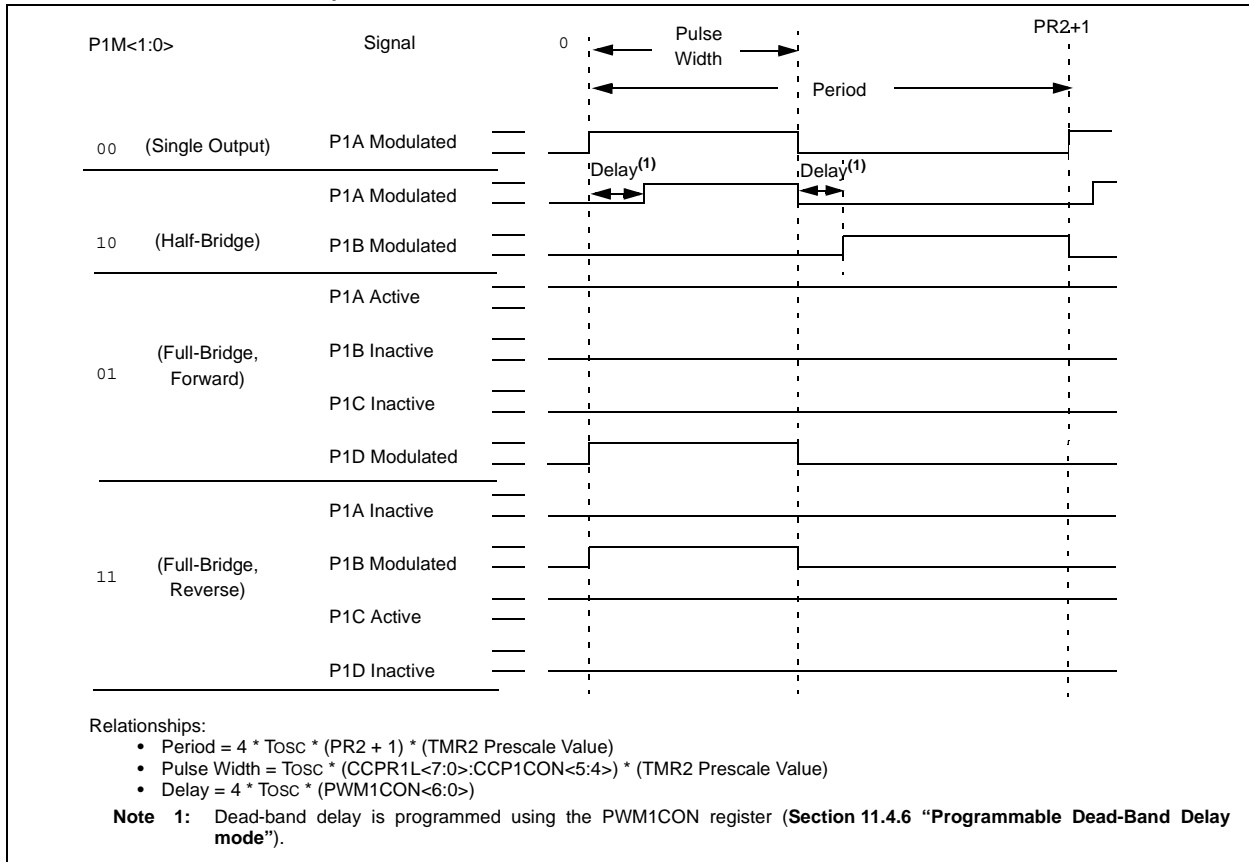 P1M<1:0> Signal 0 Pulse Width PR2+1
Period
00 (Single Output) P1A Modulated
Delay(1) Delay(1)
P1A Modulated
10 (Half-Bridge) P1B Modulated
P1A Active
P1B Inactive
01 (Full-Bridge, Forward)
P1C Inactive
P1D Modulated
P1A Inactive
P1B Modulated
11 (Full-Bridge, Reverse)
P1C Active
P1D Inactive
Relationships:
• Period = 4 * TOSC * (PR2 + 1) * (TMR2 Prescale Value)
• Pulse Width = TOSC * (CCPR1L<7:0>:CCP1CON<5:4>) * (TMR2 Prescale Value)
• Delay = 4 * TOSC * (PWM1CON<6:0>)
Note 1: Dead-band delay is programmed using the PWM1CON register (Section 11.4.6 “Programmable Dead-Band Delay
mode”).